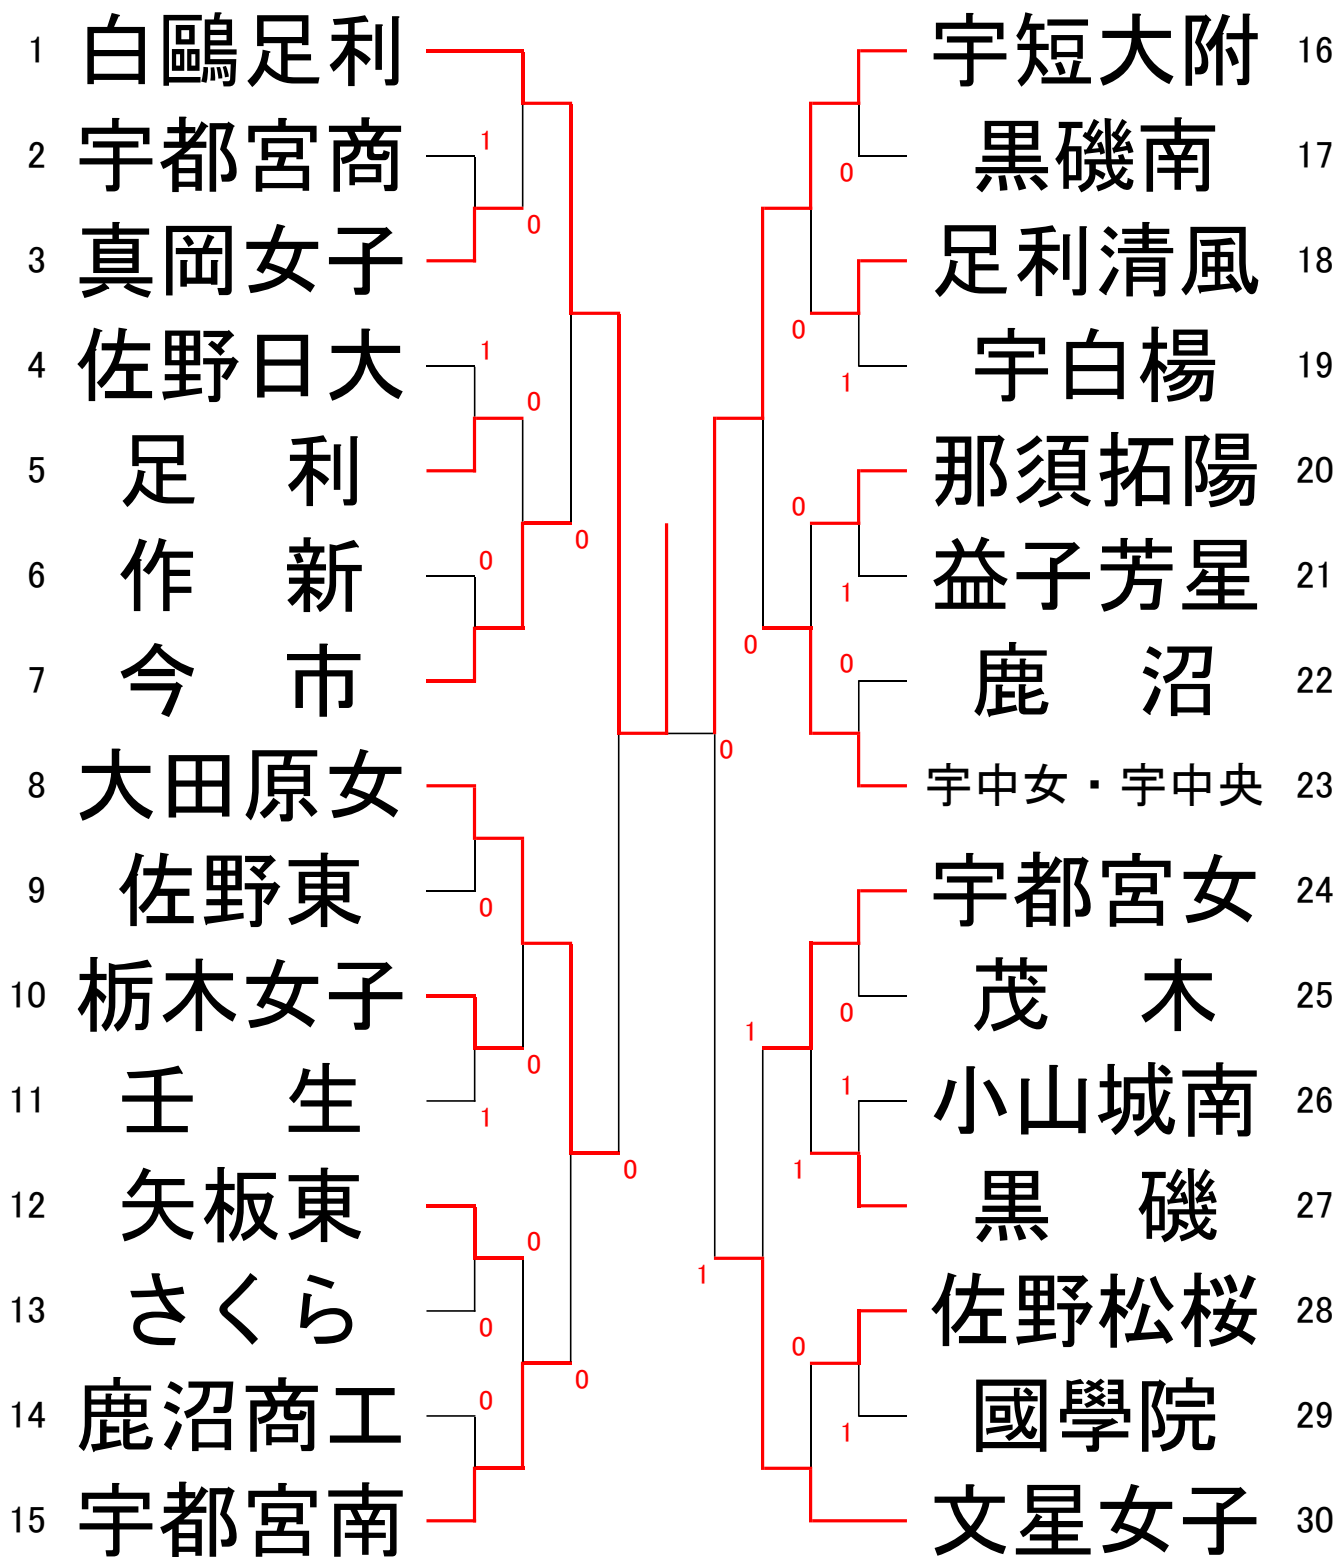 1 白鷗足利
2 宇都宮商
3 真岡女子
4 佐野日大
5 足　利
6 作　新
7 今　市
8 大田原女
9 佐野東
10 栃木女子
11 壬　生
12 矢板東
13 さくら
14 鹿沼商工
15 宇都宮南
1
0
1
0
0
0
0
0
1
0
0
0
0
0
0
0
1
0
0
1
0
1
0
0
0
1
0
1
1
0
1
宇短大附 16
黒磯南 17
足利清風 18
宇白楊 19
那須拓陽 20
益子芳星 21
鹿　沼 22
宇中女・宇中央 23
宇都宮女 24
茂　木 25
小山城南 26
黒　磯 27
佐野松桜 28
國學院 29
文星女子 30